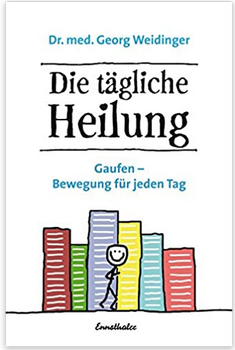 Dr. med. Georg Weidinger
Die tägliche
Heilung
Gaufen –
Bewegung für jeden Tag
Ennsthaler